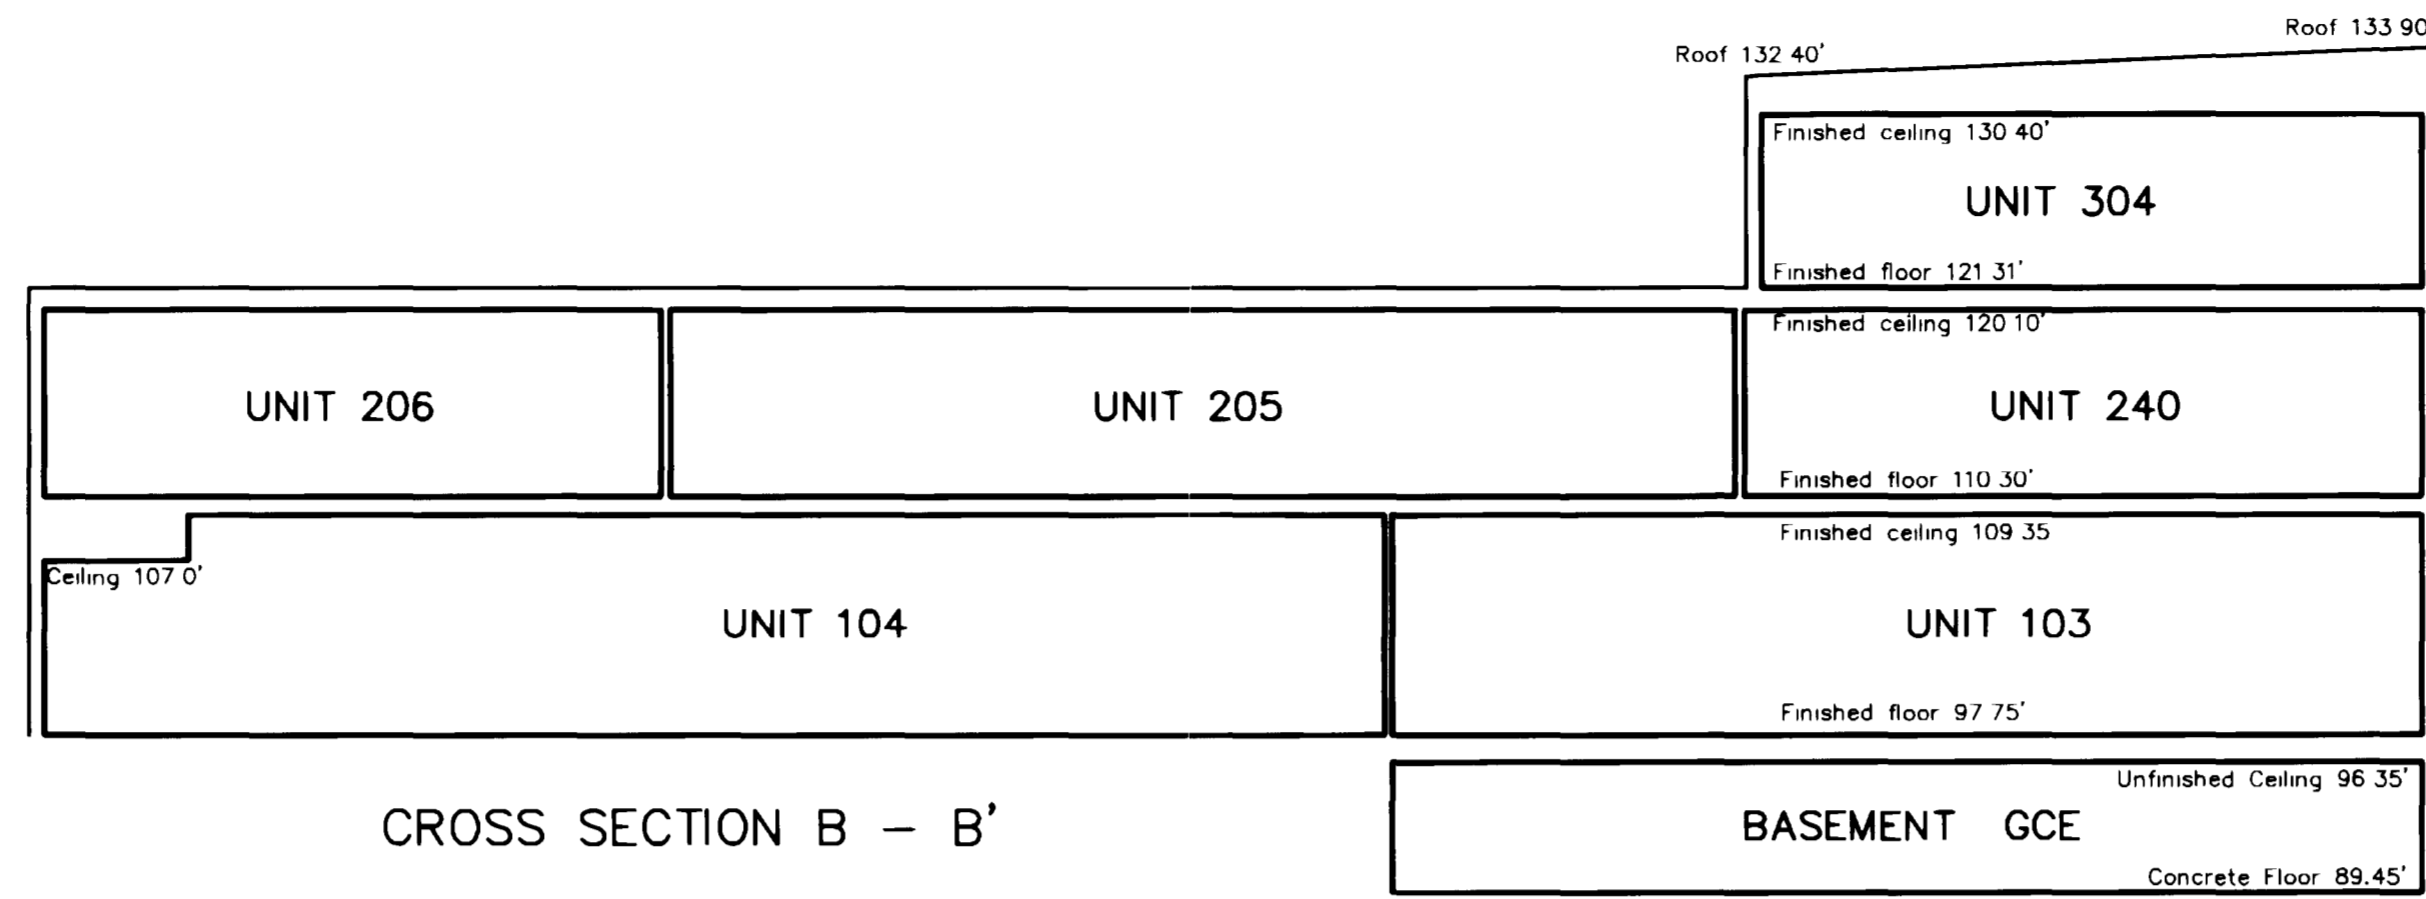 Roof 133 90
Roof 132 40'
Finished ceiling 130 40'
UNIT 304
Finished floor 121 31'
Finished ceiling 120 10'
UNIT 206
UNIT 205
UNIT 240
Finished floor 110 30'
Finished ceiling 109 35
Ceiling 107 0'
UNIT 104
UNIT 103
Finished floor 97 75'
Unfinished Ceiling 96 35'
CROSS SECTION B – B'
BASEMENT GCE
Concrete Floor 89.45'